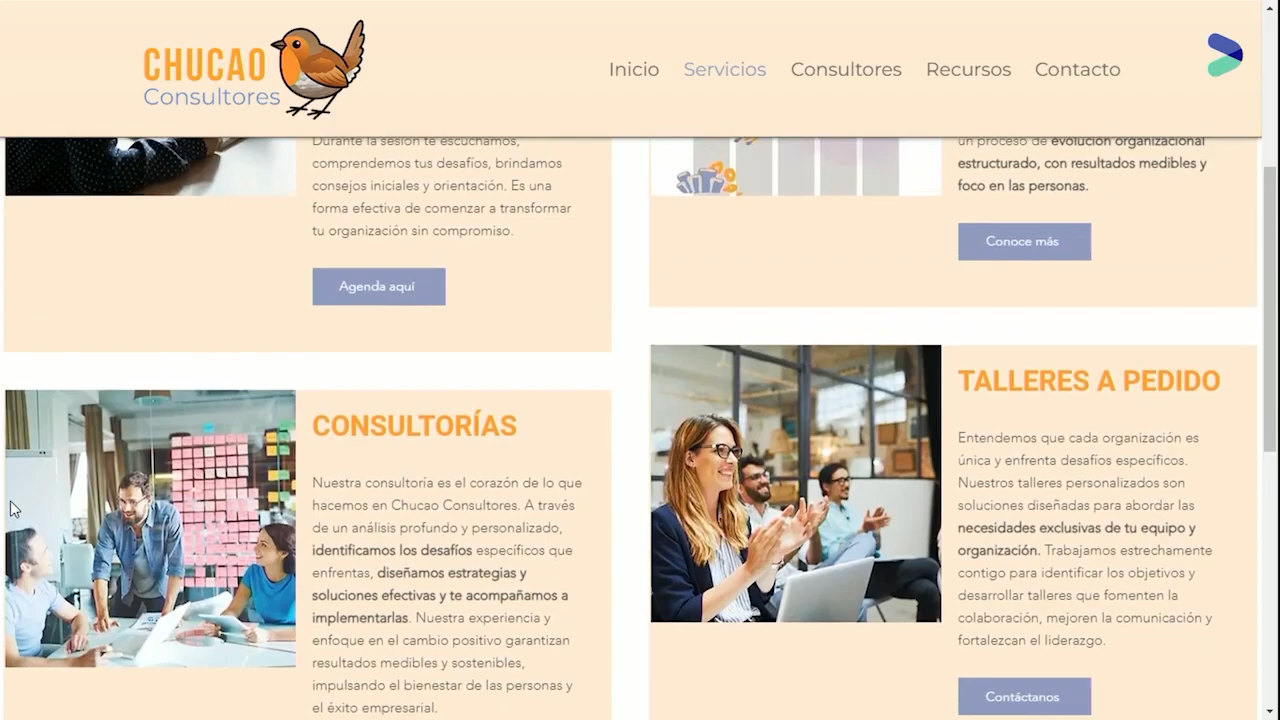 CHUCAO
Consultores
Inicio
Servicios
Consultores
Recursos
Contacto
Durante la sesión te escuchamos,
comprendemos tus desafíos, brindamos
consejos iniciales y orientación. Es una
forma efectiva de comenzar a transformar
tu organización sin compromiso.
Agenda aquí
un proceso de evolución organizacional
estructurado, con resultados medibles y
foco en las personas.
Conoce más
CONSULTORÍAS
Nuestra consultoría es el corazón de lo que
hacemos en Chucao Consultores. A través
de un análisis profundo y personalizado,
identificamos los desafíos específicos que
enfrentas, diseñamos estrategias y
soluciones efectivas y te acompañamos a
implementarlas. Nuestra experiencia y
enfoque en el cambio positivo garantizan
resultados medibles y sostenibles,
impulsando el bienestar de las personas y
el éxito empresarial.
TALLERES A PEDIDO
Entendemos que cada organización es
única y enfrenta desafíos específicos.
Nuestros talleres personalizados son
soluciones diseñadas para abordar las
necesidades exclusivas de tu equipo y
organización. Trabajamos estrechamente
contigo para identificar los objetivos y
desarrollar talleres que fomenten la
colaboración, mejoren la comunicación y
fortalezcan el liderazgo.
Contáctanos